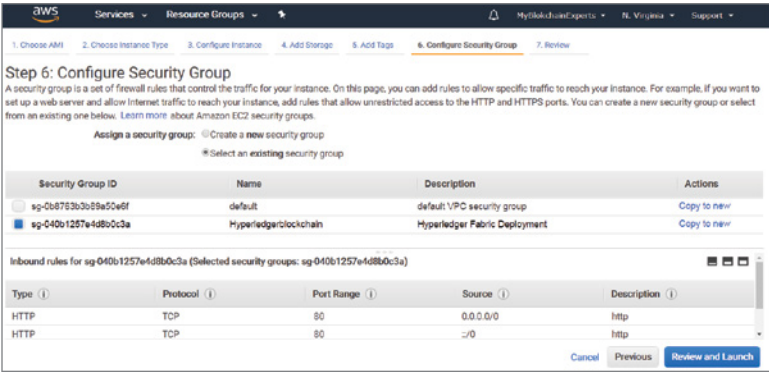 aws Services Resource Groups MyBlokchainExperts N. Virginia Support
1. Choose AMI 2. Choose Instance Type 3. Configure Instance 4. Add Storage 5. Add Tags 6. Configure Security Group 7. Review
Step 6: Configure Security Group
A security group is a set of firewall rules that control the traffic for your instance. On this page, you can add rules to allow specific traffic to reach your instance. For example, if you want to
set up a web server and allow Internet traffic to reach your instance, add rules that allow unrestricted access to the HTTP and HTTPS ports. You can create a new security group or select
from an existing one below. Learn more about Amazon EC2 security groups.
Assign a security group: Create a new security group
Select an existing security group
Security Group ID Name Description Actions
sg-0b8763b3b89a50e6f default default VPC security group Copy to new
sg-040b1257e4d8b0c3a Hyperledgerblockchain Hyperledger Fabric Deployment Copy to new
Inbound rules for sg-040b1257e4d8b0c3a (Selected security groups: sg-040b1257e4d8b0c3a)
Type Protocol Port Range Source Description
HTTP TCP 80 0.0.0.0/0 http
HTTP TCP 80 ::/0 http
Cancel Previous Review and Launch